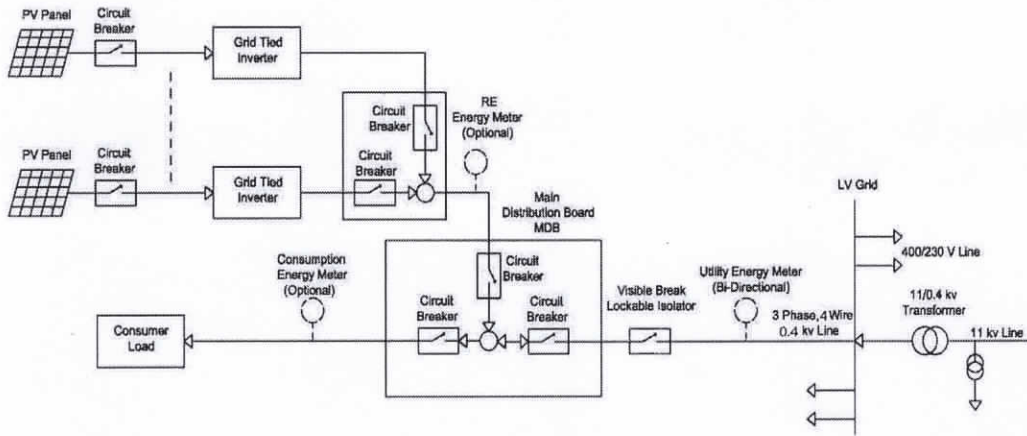 PV Panel
Circuit
Breaker
Grid Tied
Inverter
Circuit
Breaker
RE
Energy Meter
(Optional)
PV Panel
Circuit
Breaker
Grid Tied
Inverter
Circuit
Breaker
Main
Distribution Board
MDB
LV Grid
400/230 V Line
Consumption
Energy Meter
(Optional)
Circuit
Breaker
Circuit
Breaker
Circuit
Breaker
Visible Break
Lockable Isolator
Utility Energy Meter
(Bi-Directional)
3 Phase, 4 Wire
0.4 kv Line
11/0.4 kv
Transformer
11 kv Line
Consumer
Load